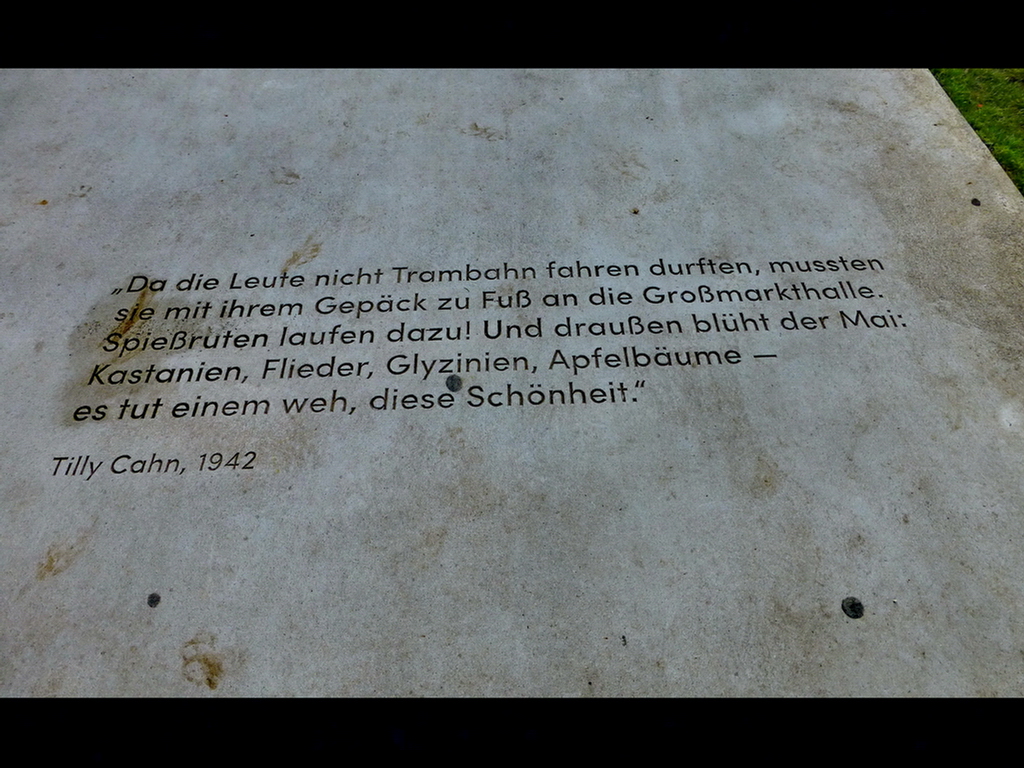 „Da die Leute nicht Trambahn fahren durften, mussten
sie mit ihrem Gepäck zu Fuß an die Großmarkthalle.
Spießruten laufen dazu! Und draußen blüht der Mai:
Kastanien, Flieder, Glyzinien, Apfelbäume —
es tut einem weh, diese Schönheit.“
Tilly Cahn, 1942